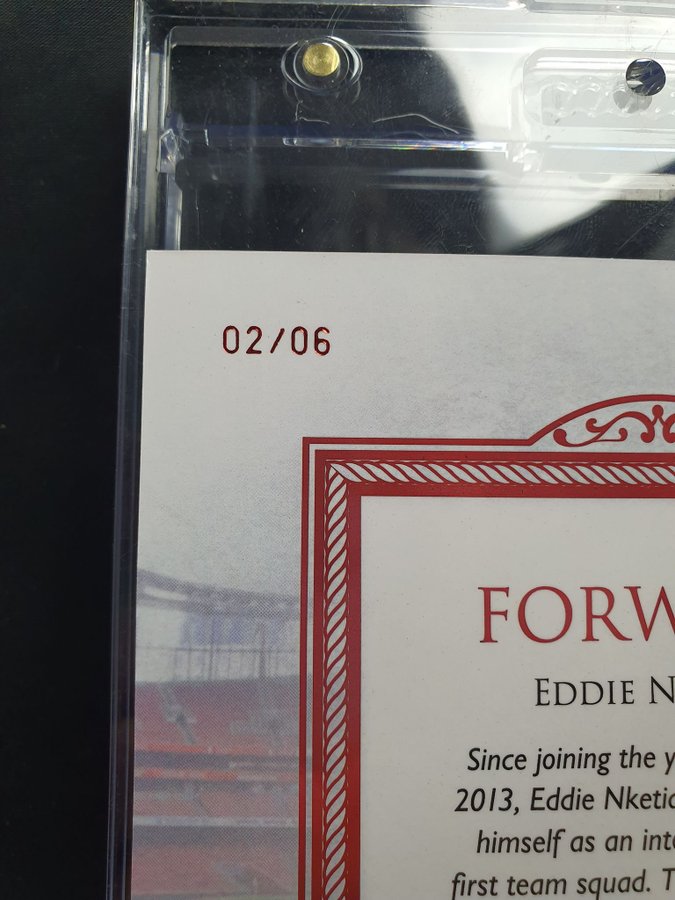 02/06
FORW
EDDIE N
Since joining the y
2013, Eddie Nketia
himself as an inte
first team squad. T